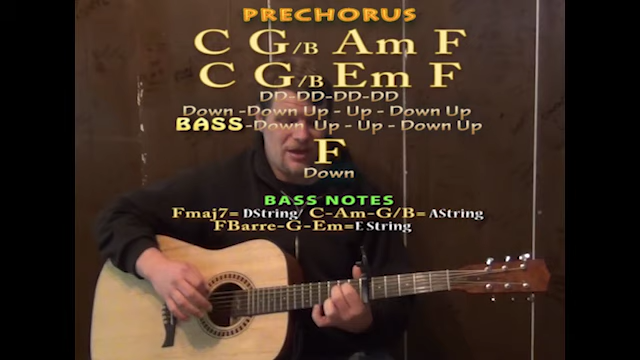 PRECHORUS
C G/B Am F
C G/B Em F
DD-DD-DD-DD
Down -Down Up - Up - Down Up
BASS-Down Up - Up - Down Up
F
Down
BASS NOTES
Fmaj7= DString/ C-Am-G/B= AString
FBarre-G-Em=E String